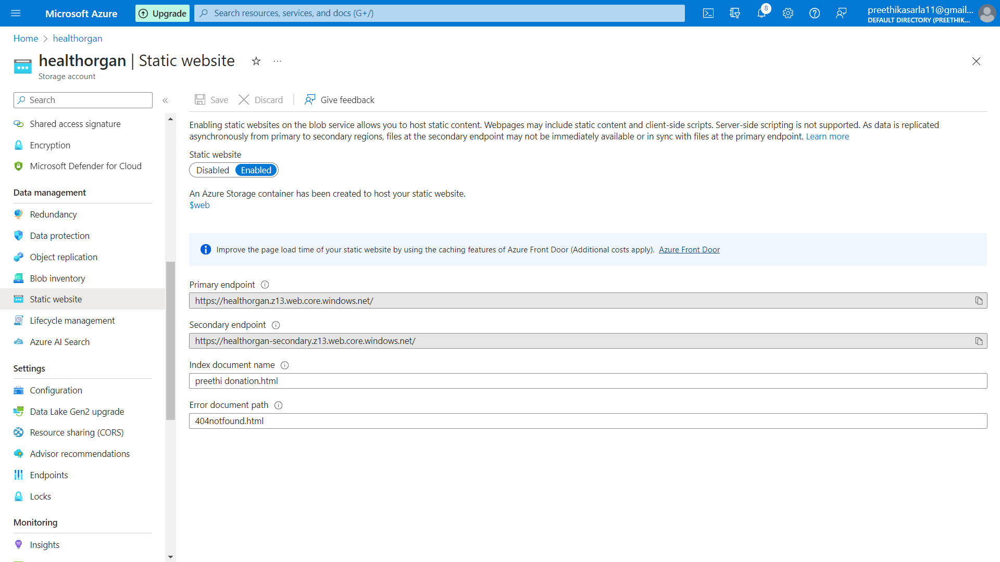 Microsoft Azure
Upgrade
Search resources, services, and docs (G+/)
8
preethikasarla11@gmail...
DEFAULT DIRECTORY (PREETHIK...
Home > healthorgan
healthorgan | Static website
Storage account
Search
Save
Discard
Give feedback
Shared access signature
Encryption
Microsoft Defender for Cloud
Data management
Redundancy
Data protection
Object replication
Blob inventory
Static website
Lifecycle management
Azure AI Search
Settings
Configuration
Data Lake Gen2 upgrade
Resource sharing (CORS)
Advisor recommendations
Endpoints
Locks
Monitoring
Insights
Enabling static websites on the blob service allows you to host static content. Webpages may include static content and client-side scripts. Server-side scripting is not supported. As data is replicated
asynchronously from primary to secondary regions, files at the secondary endpoint may not be immediately available or in sync with files at the primary endpoint. Learn more
Static website
Disabled Enabled
An Azure Storage container has been created to host your static website.
$web
Improve the page load time of your static website by using the caching features of Azure Front Door (Additional costs apply). Azure Front Door
Primary endpoint
https://healthorgan.z13.web.core.windows.net/
Secondary endpoint
https://healthorgan-secondary.z13.web.core.windows.net/
Index document name
preethi donation.html
Error document path
404notfound.html